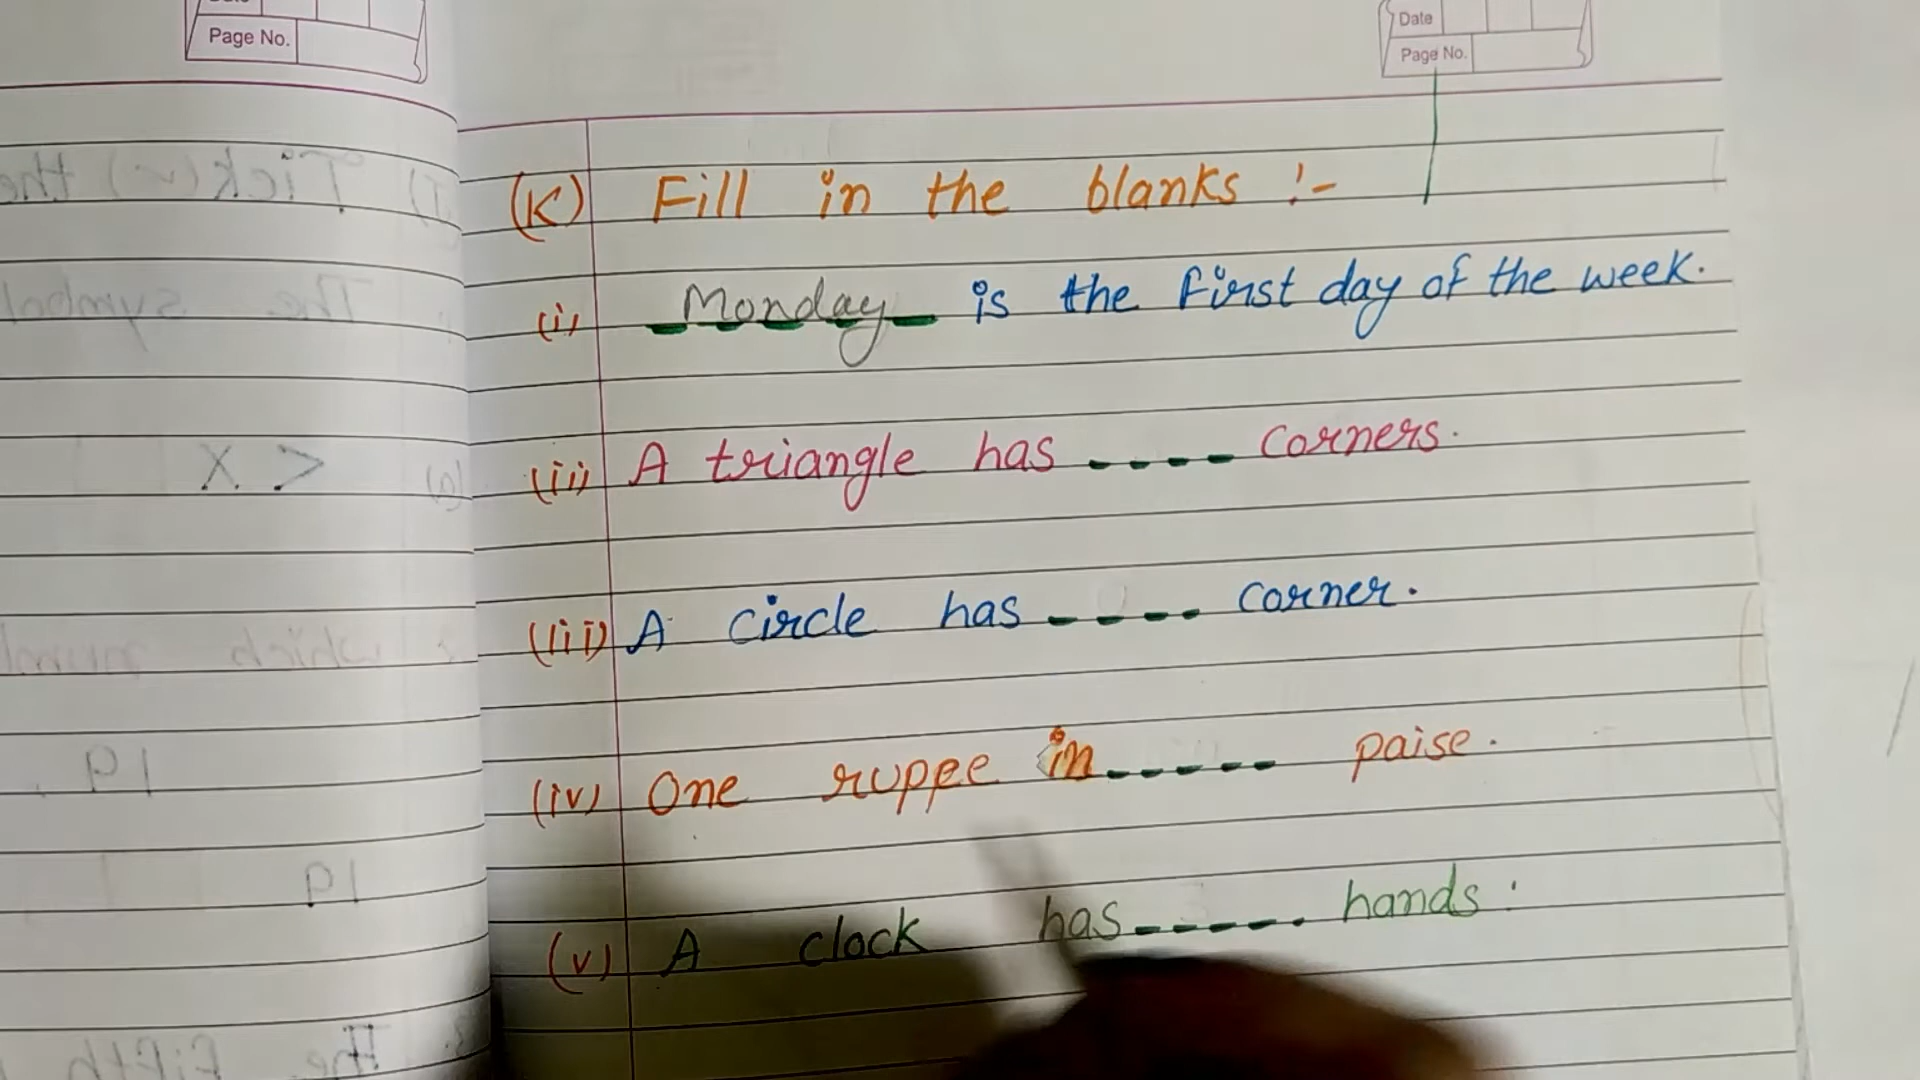 Page No.
Date
Page No.
(K) Fill in the blanks :-
(i) Monday is the first day of the week.
(ii) A triangle has ---- corners.
(iii) A circle has ---- corner.
(iv) One rupee in ----- paise.
(v) A clock has ----- hands.